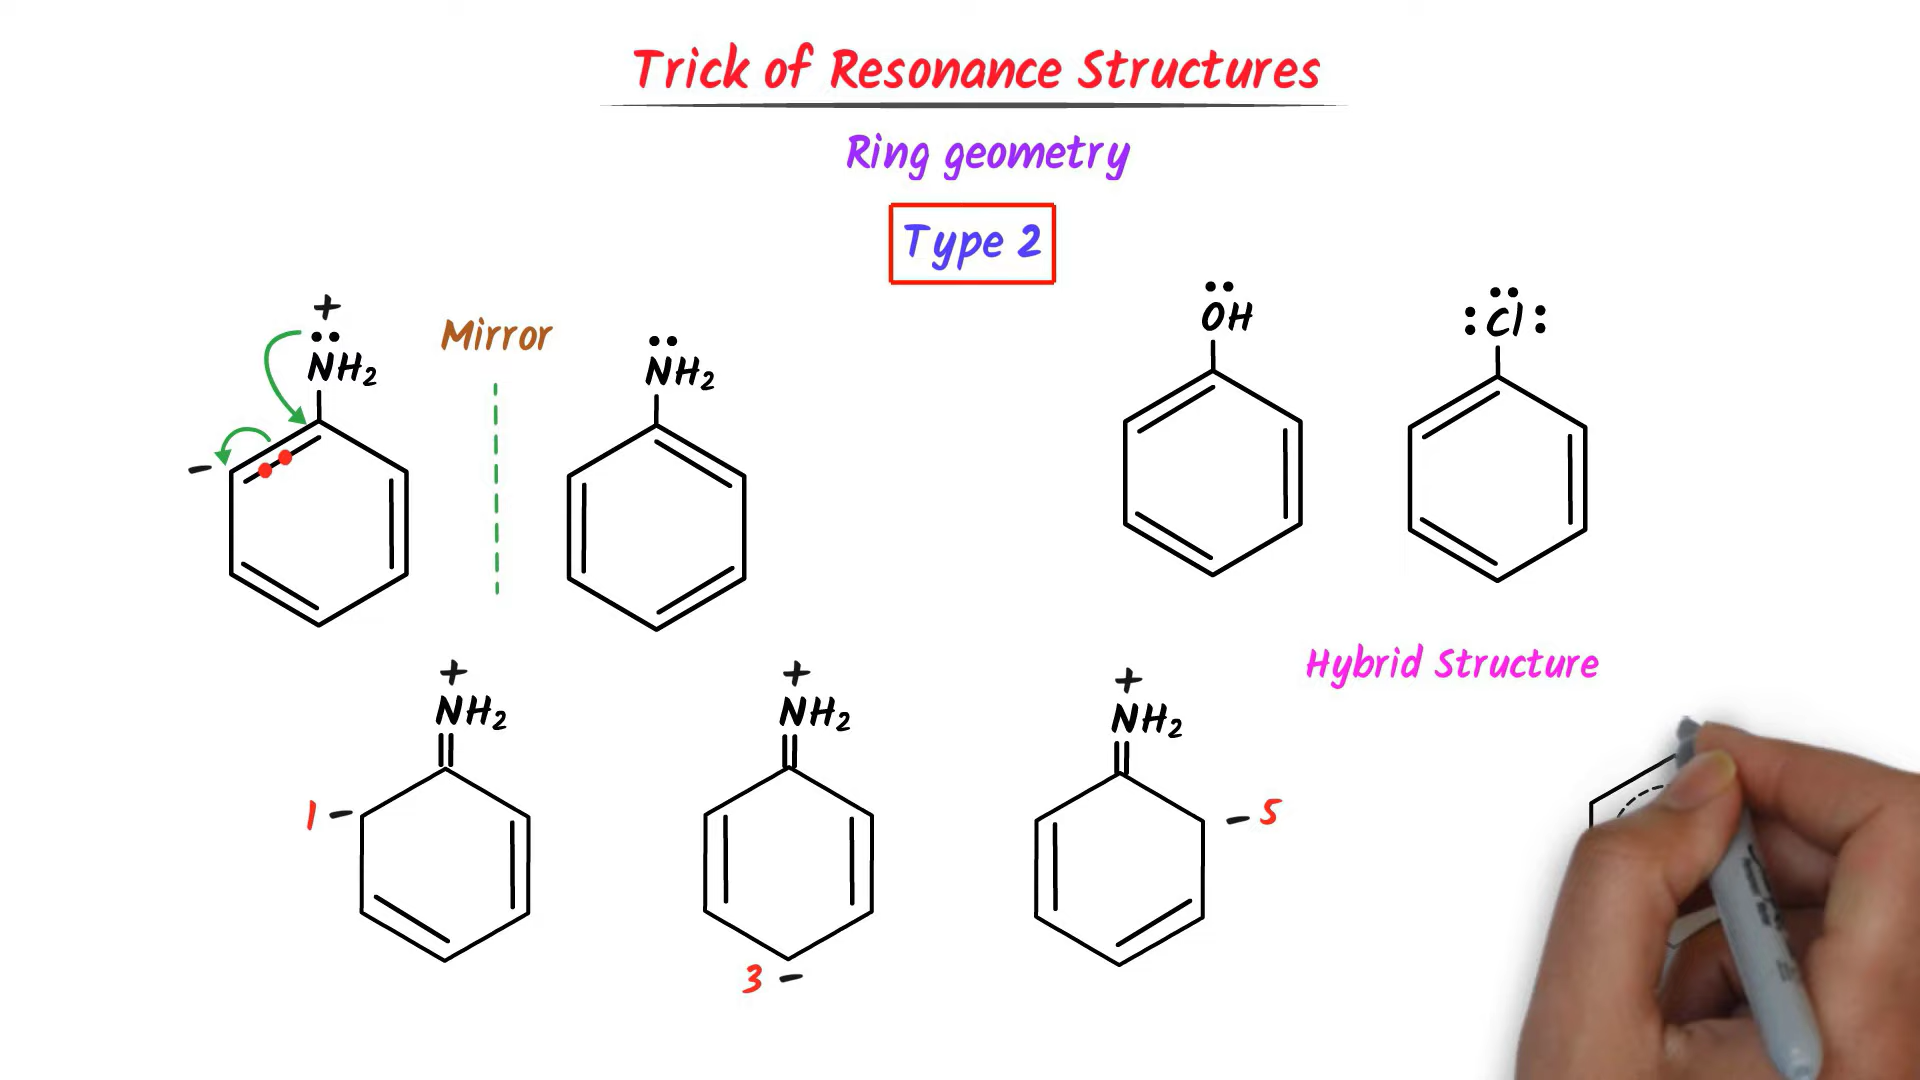 Trick of Resonance Structures
Ring geometry
Type 2
+
NH2
-
Mirror
NH2
OH
Cl
+
NH2
1 -
+
NH2
3 -
+
NH2
- 5
Hybrid Structure